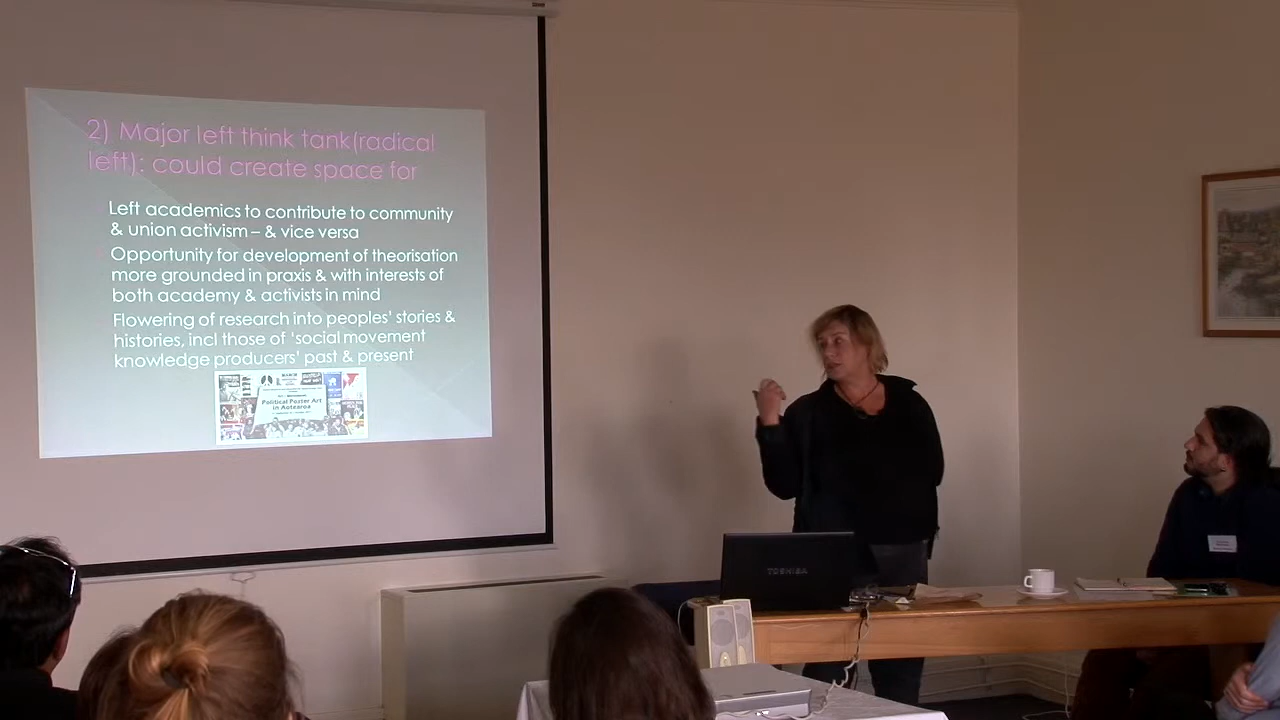 2) Major left think tank(radical
left): could create space for
Left academics to contribute to community
& union activism – & vice versa
Opportunity for development of theorisation
more grounded in praxis & with interests of
both academy & activists in mind
Flowering of research into peoples' stories &
histories, incl those of 'social movement
knowledge producers' past & present
Political Poster Art
in Aotearoa
TOSHIBA